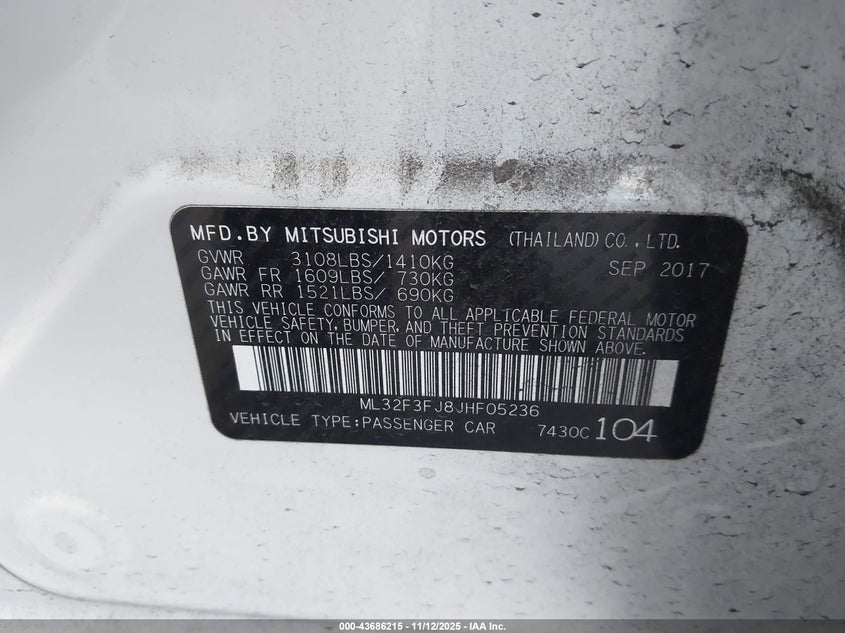 MFD.BY MITSUBISHI MOTORS (THAILAND) CO., LTD.
GVWR 3108LBS/1410KG SEP 2017
GAWR FR 1609LBS/ 730KG
GAWR RR 1521LBS/ 690KG
THIS VEHICLE CONFORMS TO ALL APPLICABLE FEDERAL MOTOR
VEHICLE SAFETY, BUMPER, AND THEFT PREVENTION STANDARDS
IN EFFECT ON THE DATE OF MANUFACTURE SHOWN ABOVE.
ML32F3FJ8JHF05236
VEHICLE TYPE:PASSENGER CAR 7430C 104
000-43686215 - 11/12/2025 - IAA Inc.